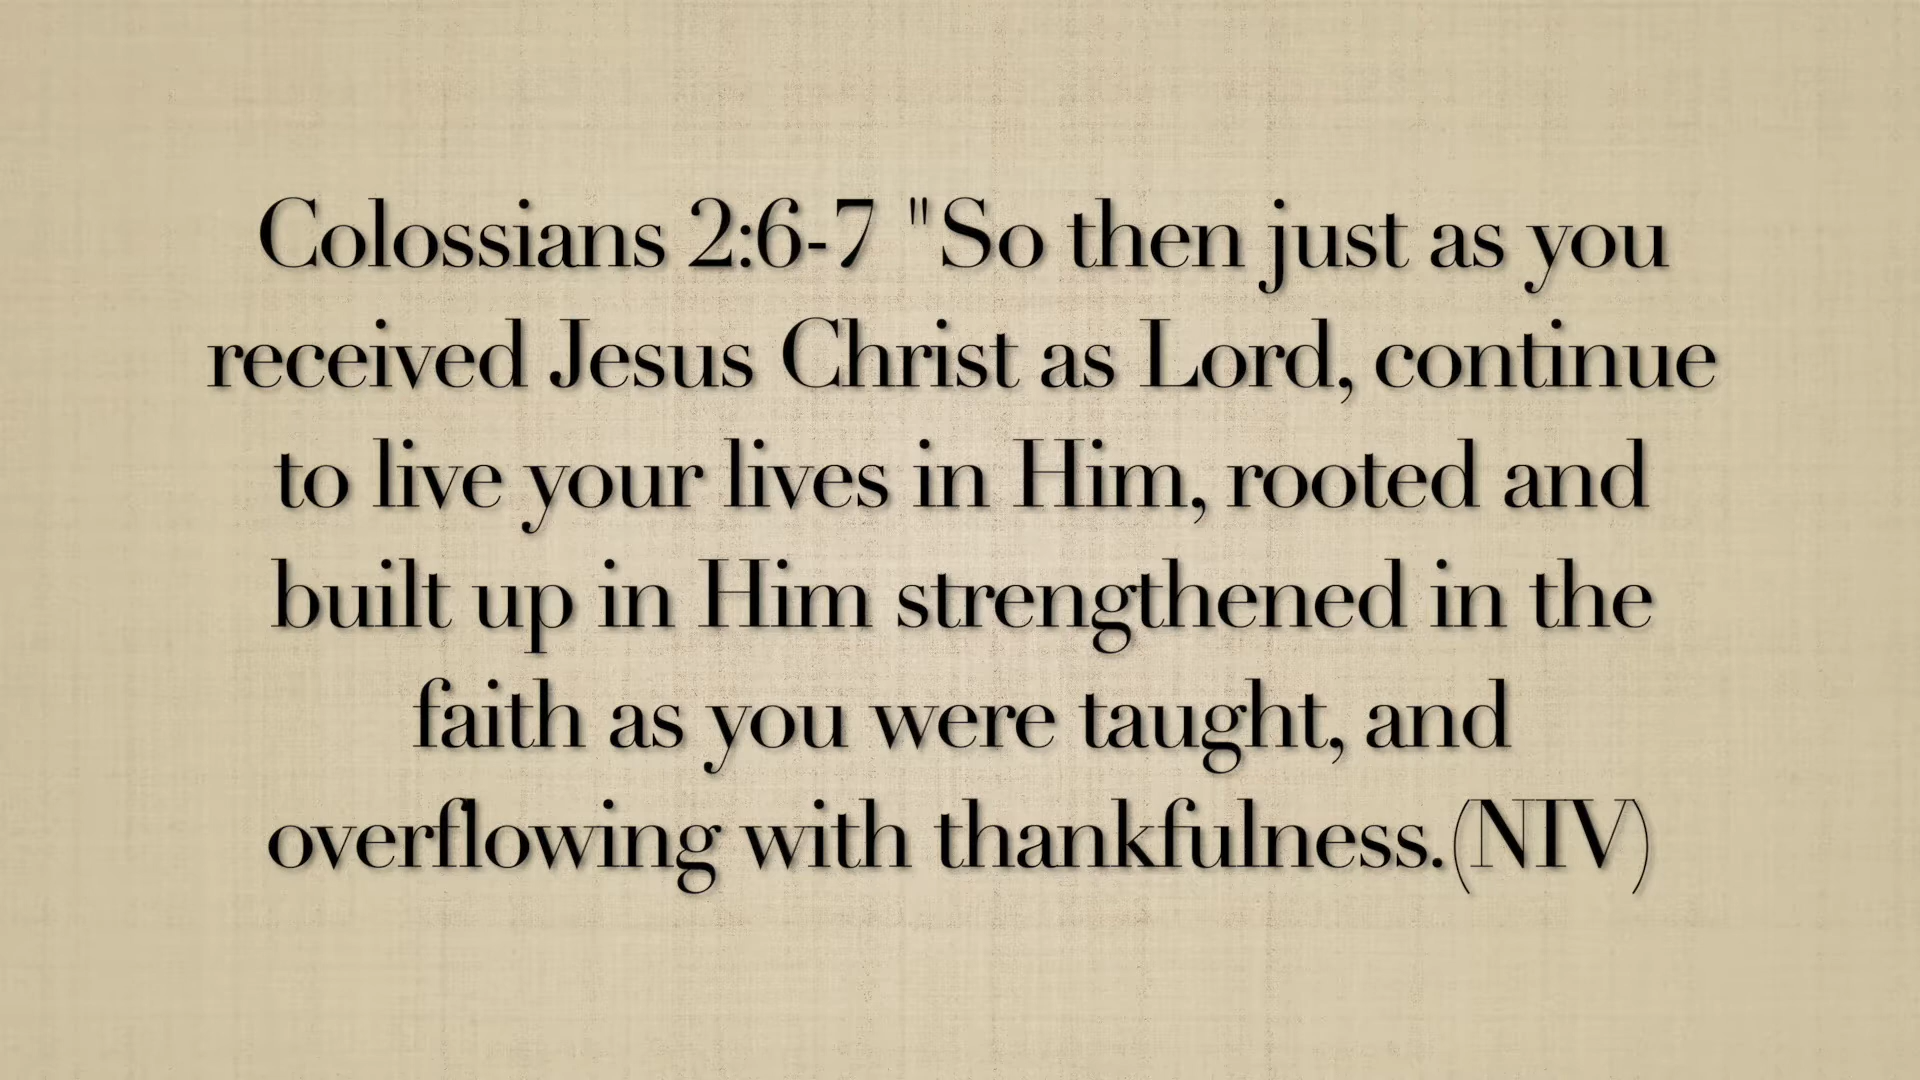 Colossians 2:6-7 "So then just as you
received Jesus Christ as Lord, continue
to live your lives in Him, rooted and
built up in Him strengthened in the
faith as you were taught, and
overflowing with thankfulness.(NIV)